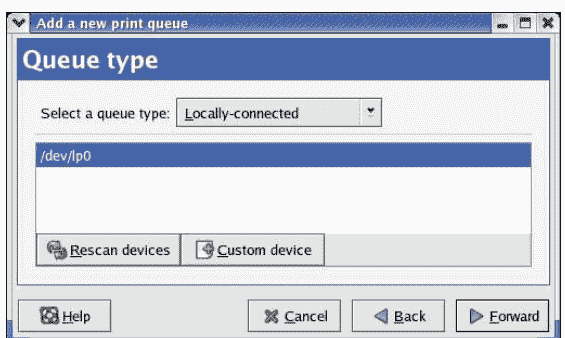 Add a new print queue
Queue type
Select a queue type: Locally-connected
/dev/lp0
Rescan devices Custom device
Help Cancel Back Forward